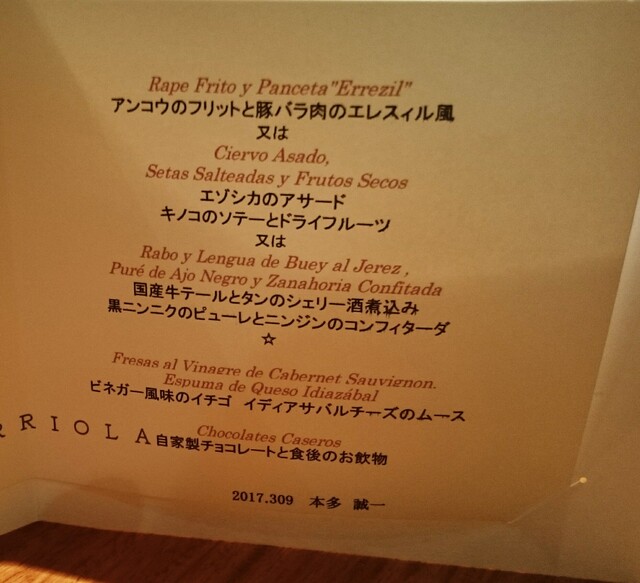 Rape Frito y Panceta"Errezil"
アンコウのフリットと豚バラ肉のエレスィル風
又は
Ciervo Asado,
Setas Salteadas y Frutos Secos
エゾシカのアサード
キノコのソテーとドライフルーツ
又は
Rabo y Lengua de Buey al Jerez ,
Puré de Ajo Negro y Zanahoria Confitada
国産牛テールとタンのシェリー酒煮込み
黒ニンニクのピューレとニンジンのコンフィターダ
☆
Fresas al Vinagre de Cabernet Sauvignon.
Espuma de Queso Idiazábal
ビネガー風味のイチゴ イディアサバルチーズのムース
RRIOLA
Chocolates Caseros
自家製チョコレートと食後のお飲物
2017.309 本多 誠一